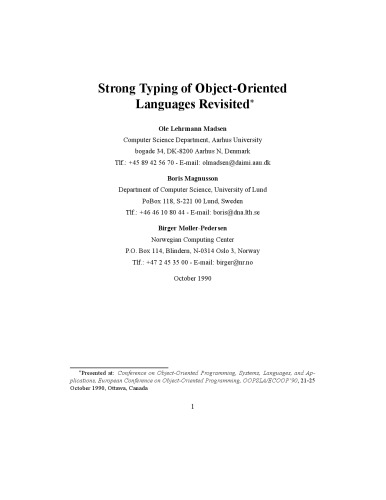 Strong Typing of Object-Oriented
Languages Revisited*
Ole Lehrmann Madsen
Computer Science Department, Aarhus University
bogade 34, DK-8200 Aarhus N, Denmark
Tlf.: +45 89 42 56 70 - E-mail: olmadsen@daimi.aau.dk
Boris Magnusson
Department of Computer Science, University of Lund
PoBox 118, S-221 00 Lund, Sweden
Tlf.: +46 46 10 80 44 - E-mail: boris@dna.lth.se
Birger Møller-Pedersen
Norwegian Computing Center
P.O. Box 114, Blindern, N-0314 Oslo 3, Norway
Tlf.: +47 2 45 35 00 - E-mail: birger@nr.no
October 1990
*Presented at: Conference on Object-Oriented Programming, Systems, Languages, and Ap-
plications, European Conference on Object-Oriented Programming, OOPSLA/ECOOP'90, 21-25
October 1990, Ottawa, Canada
1